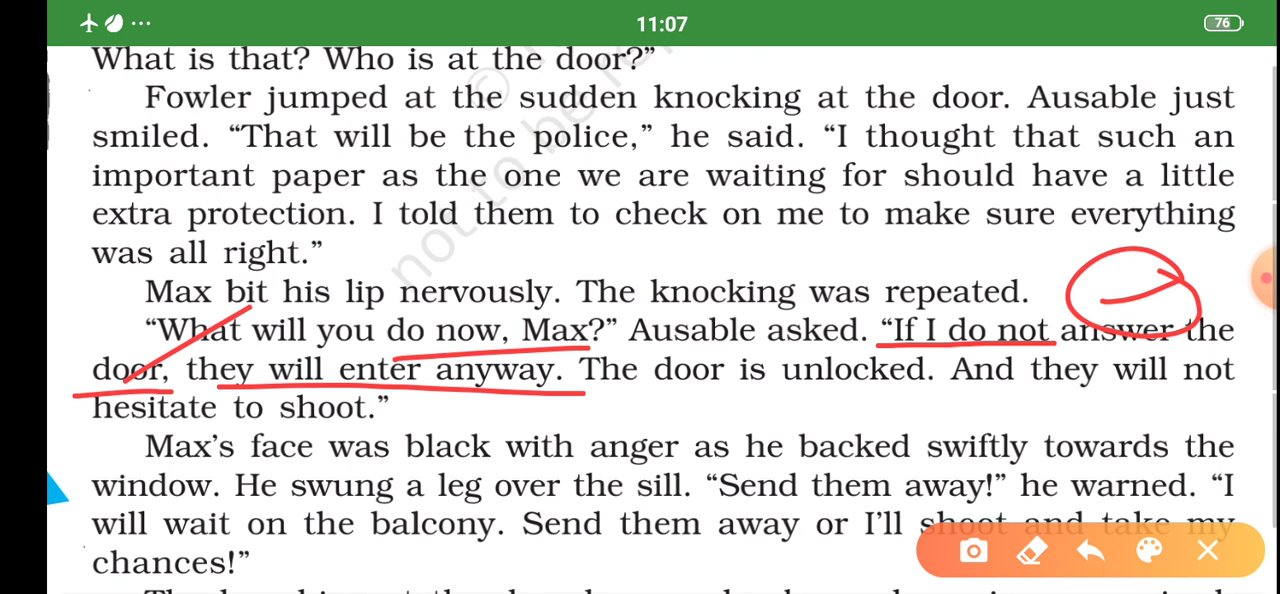 11:07
76
What is that? Who is at the door?”
Fowler jumped at the sudden knocking at the door. Ausable just
smiled. “That will be the police,” he said. “I thought that such an
important paper as the one we are waiting for should have a little
extra protection. I told them to check on me to make sure everything
was all right.”
Max bit his lip nervously. The knocking was repeated.
“What will you do now, Max?” Ausable asked. “If I do not answer the
door, they will enter anyway. The door is unlocked. And they will not
hesitate to shoot.”
Max’s face was black with anger as he backed swiftly towards the
window. He swung a leg over the sill. “Send them away!” he warned. “I
will wait on the balcony. Send them away or I’ll shoot and take my
chances!”
©
not to be